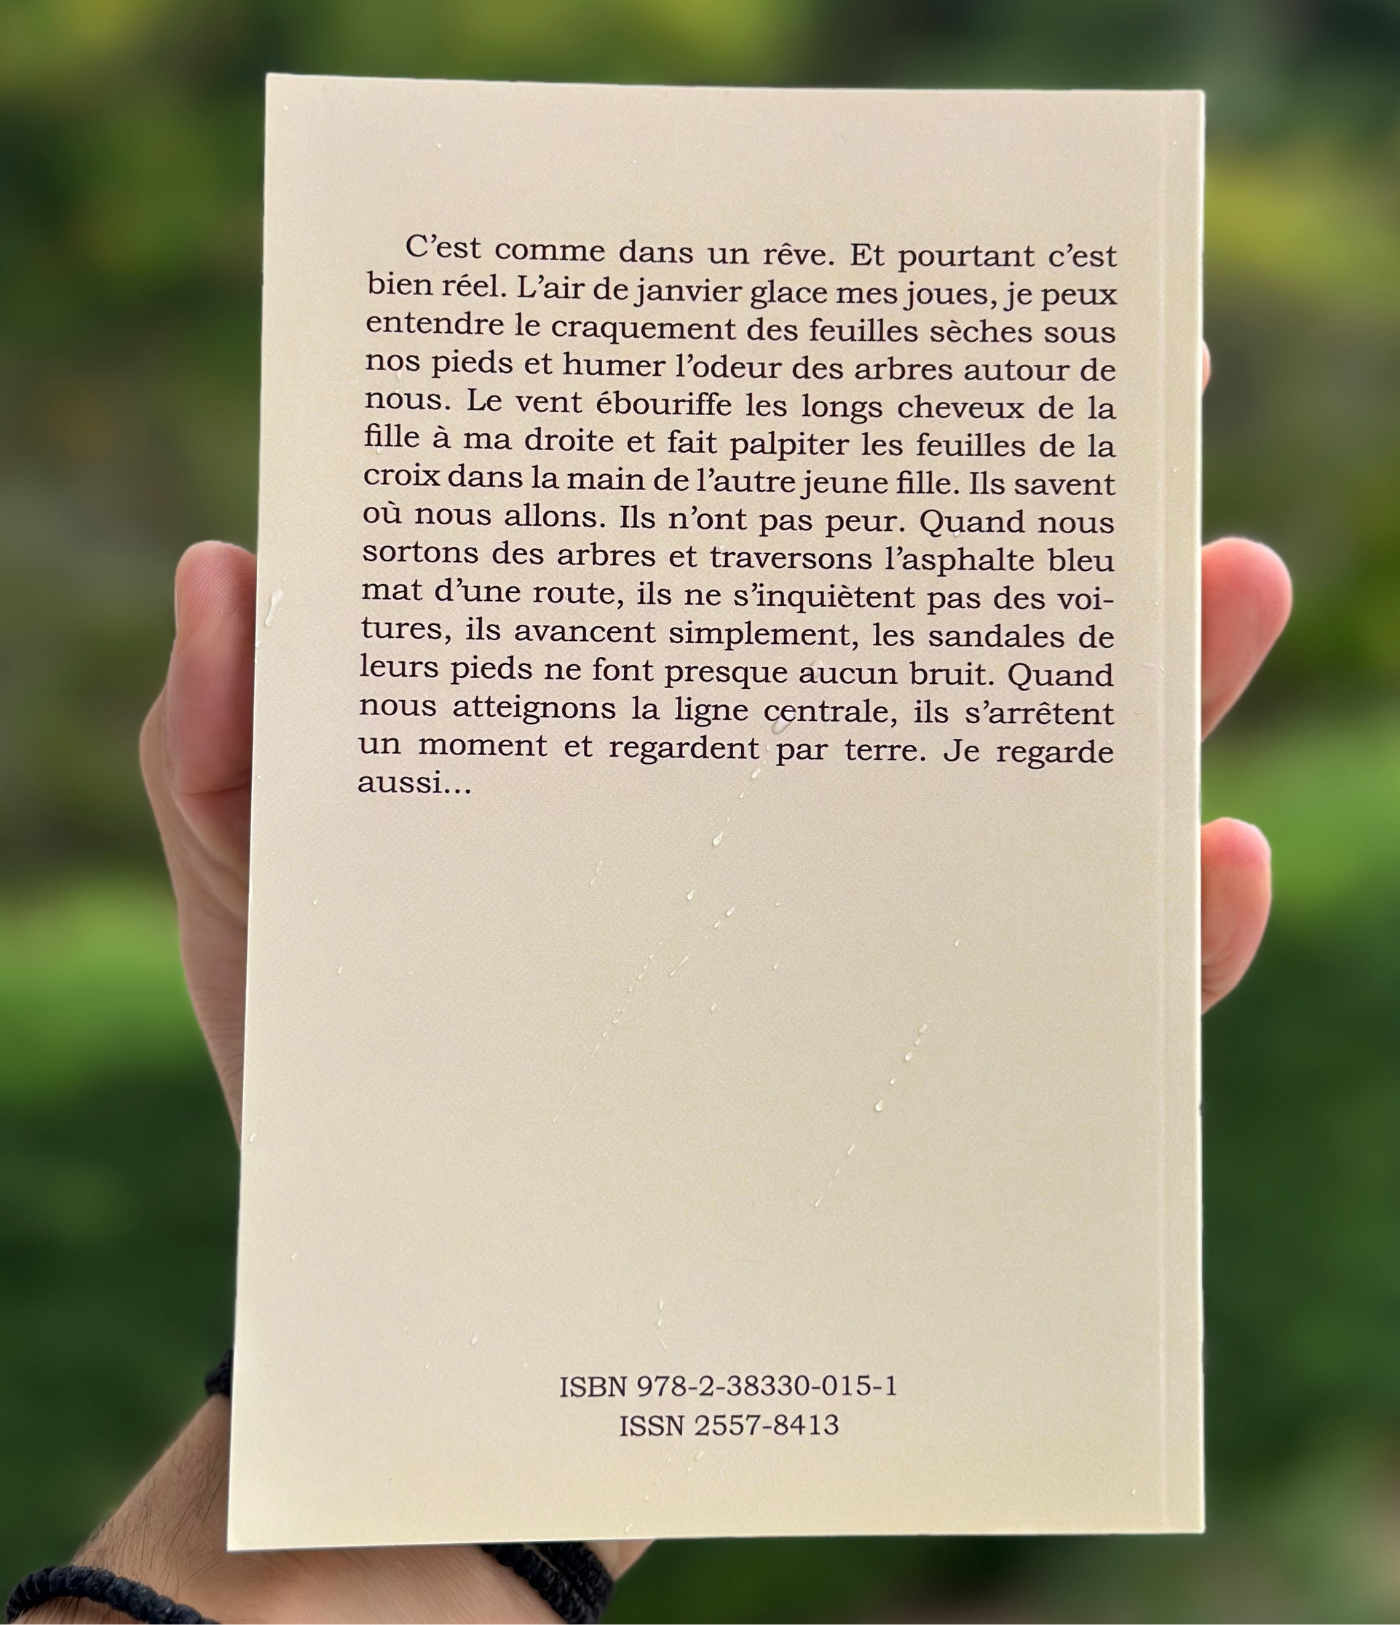 C’est comme dans un rêve. Et pourtant c’est
bien réel. L’air de janvier glace mes joues, je peux
entendre le craquement des feuilles sèches sous
nos pieds et humer l’odeur des arbres autour de
nous. Le vent ébouriffe les longs cheveux de la
fille à ma droite et fait palpiter les feuilles de la
croix dans la main de l’autre jeune fille. Ils savent
où nous allons. Ils n’ont pas peur. Quand nous
sortons des arbres et traversons l’asphalte bleu
mat d’une route, ils ne s’inquiètent pas des voi-
tures, ils avancent simplement, les sandales de
leurs pieds ne font presque aucun bruit. Quand
nous atteignons la ligne centrale, ils s’arrêtent
un moment et regardent par terre. Je regarde
aussi...
ISBN 978-2-38330-015-1
ISSN 2557-8413